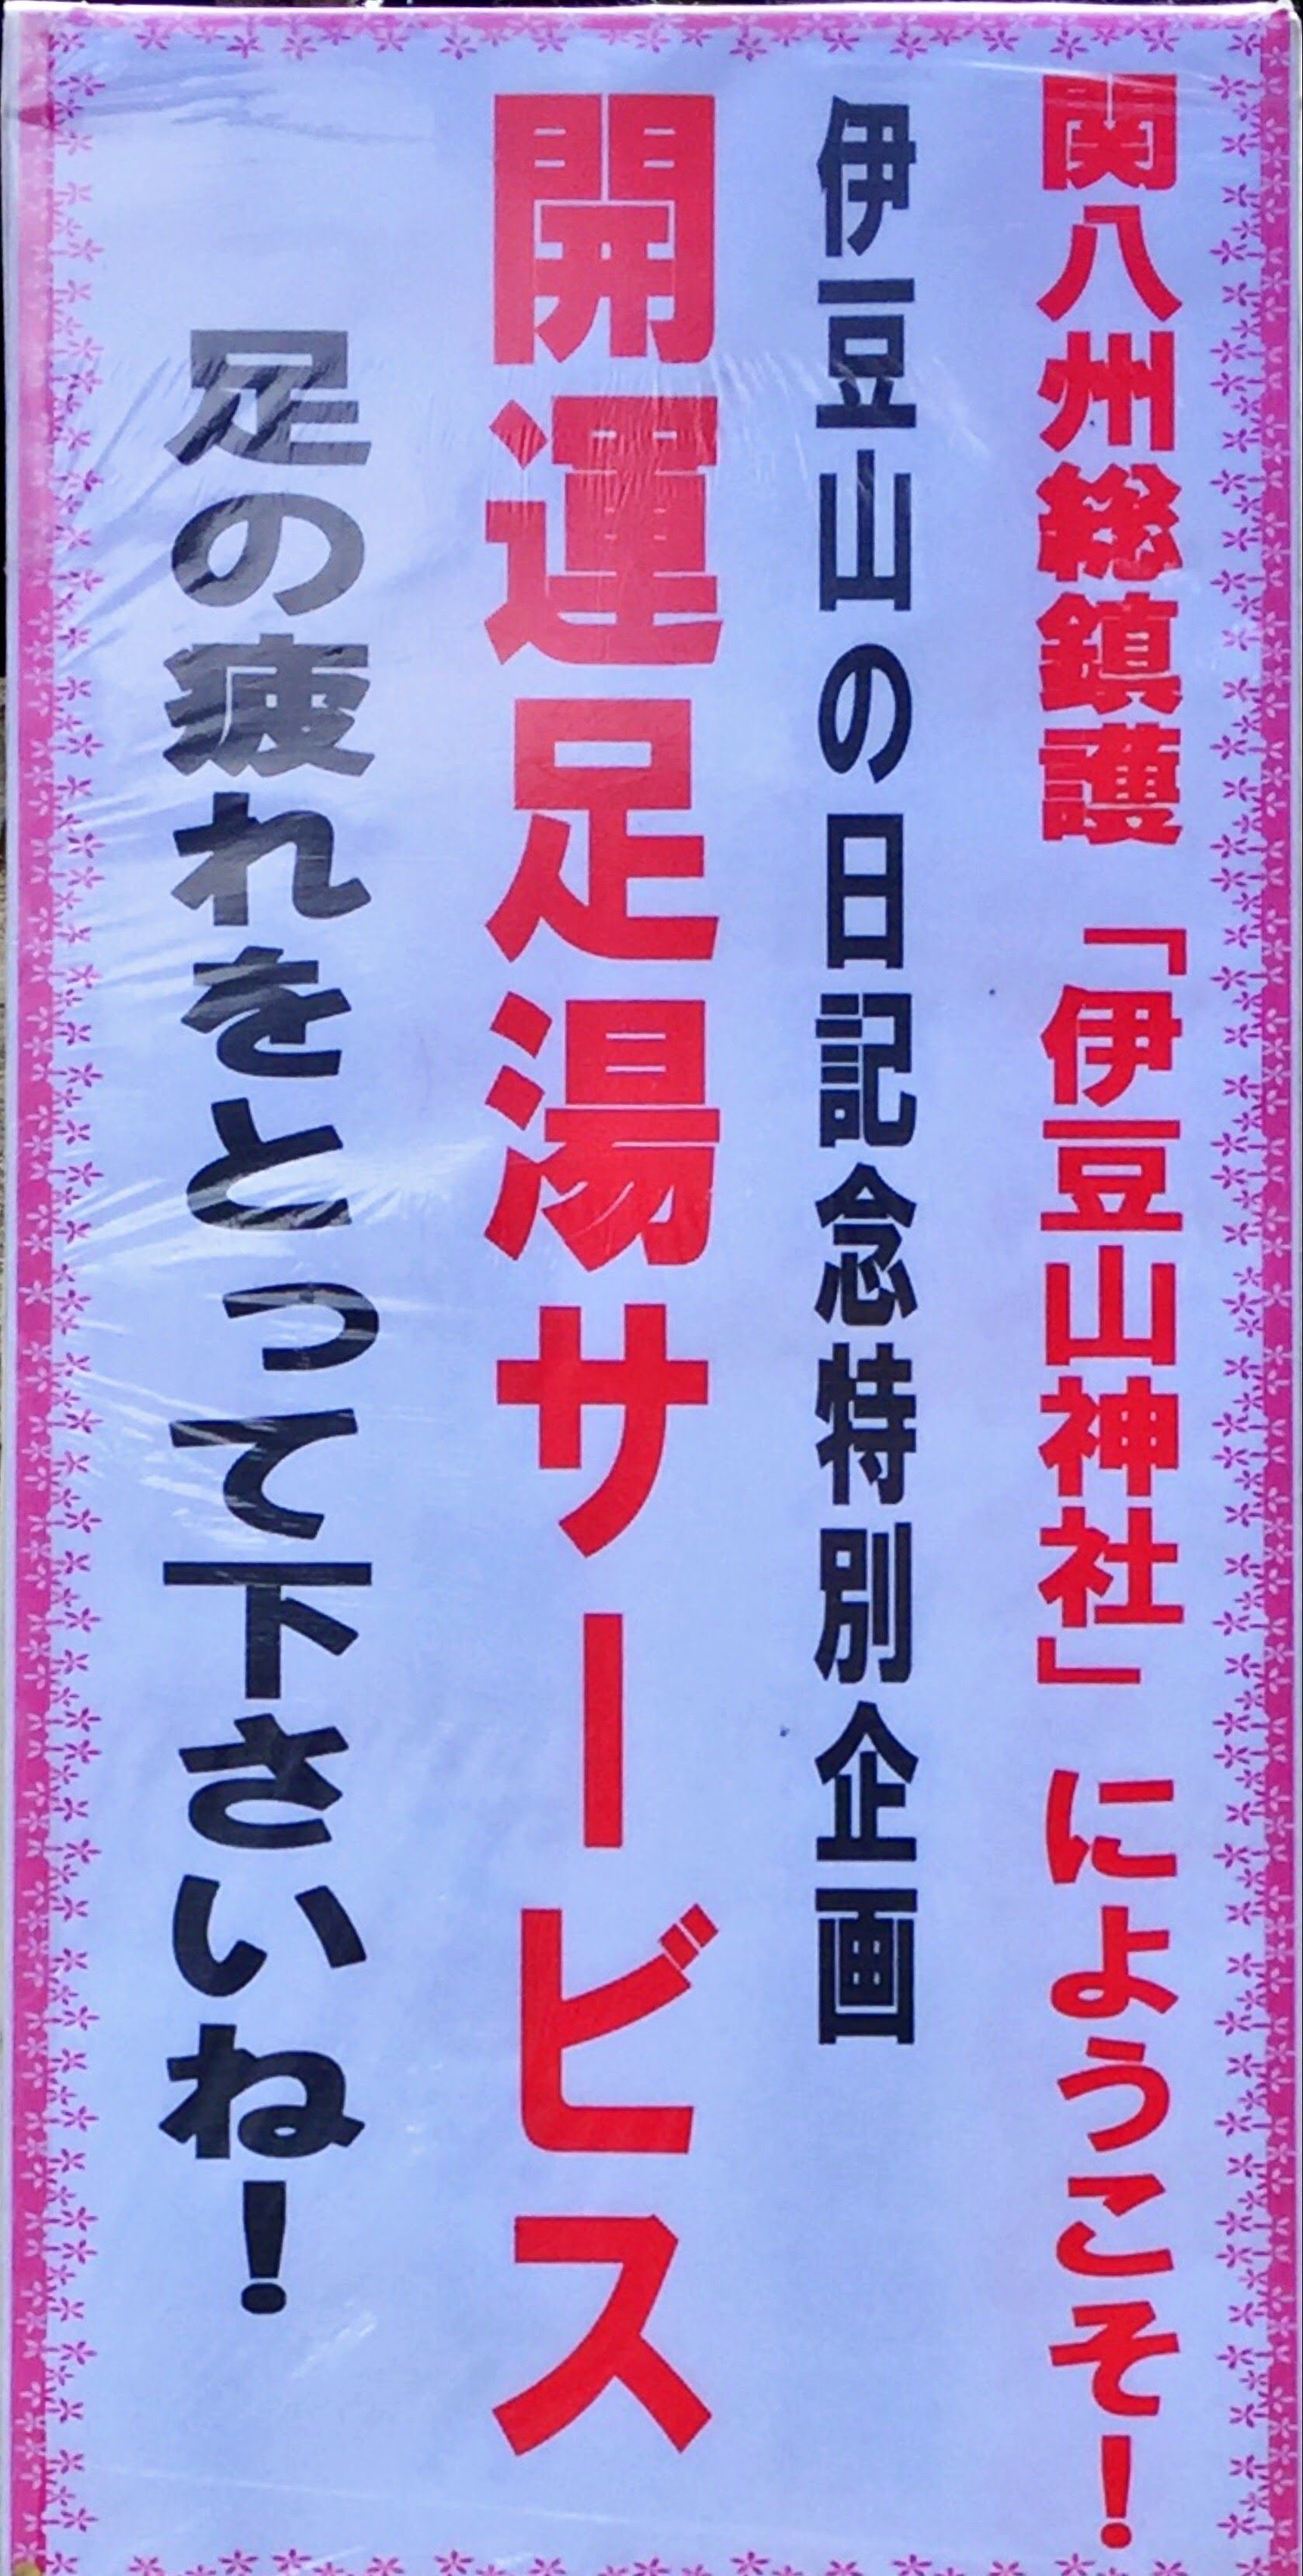 関八州総鎮護「伊豆山神社」にようこそ!
伊豆山の日記念特別企画
開運足湯サービス
足の疲れをとって下さいね!